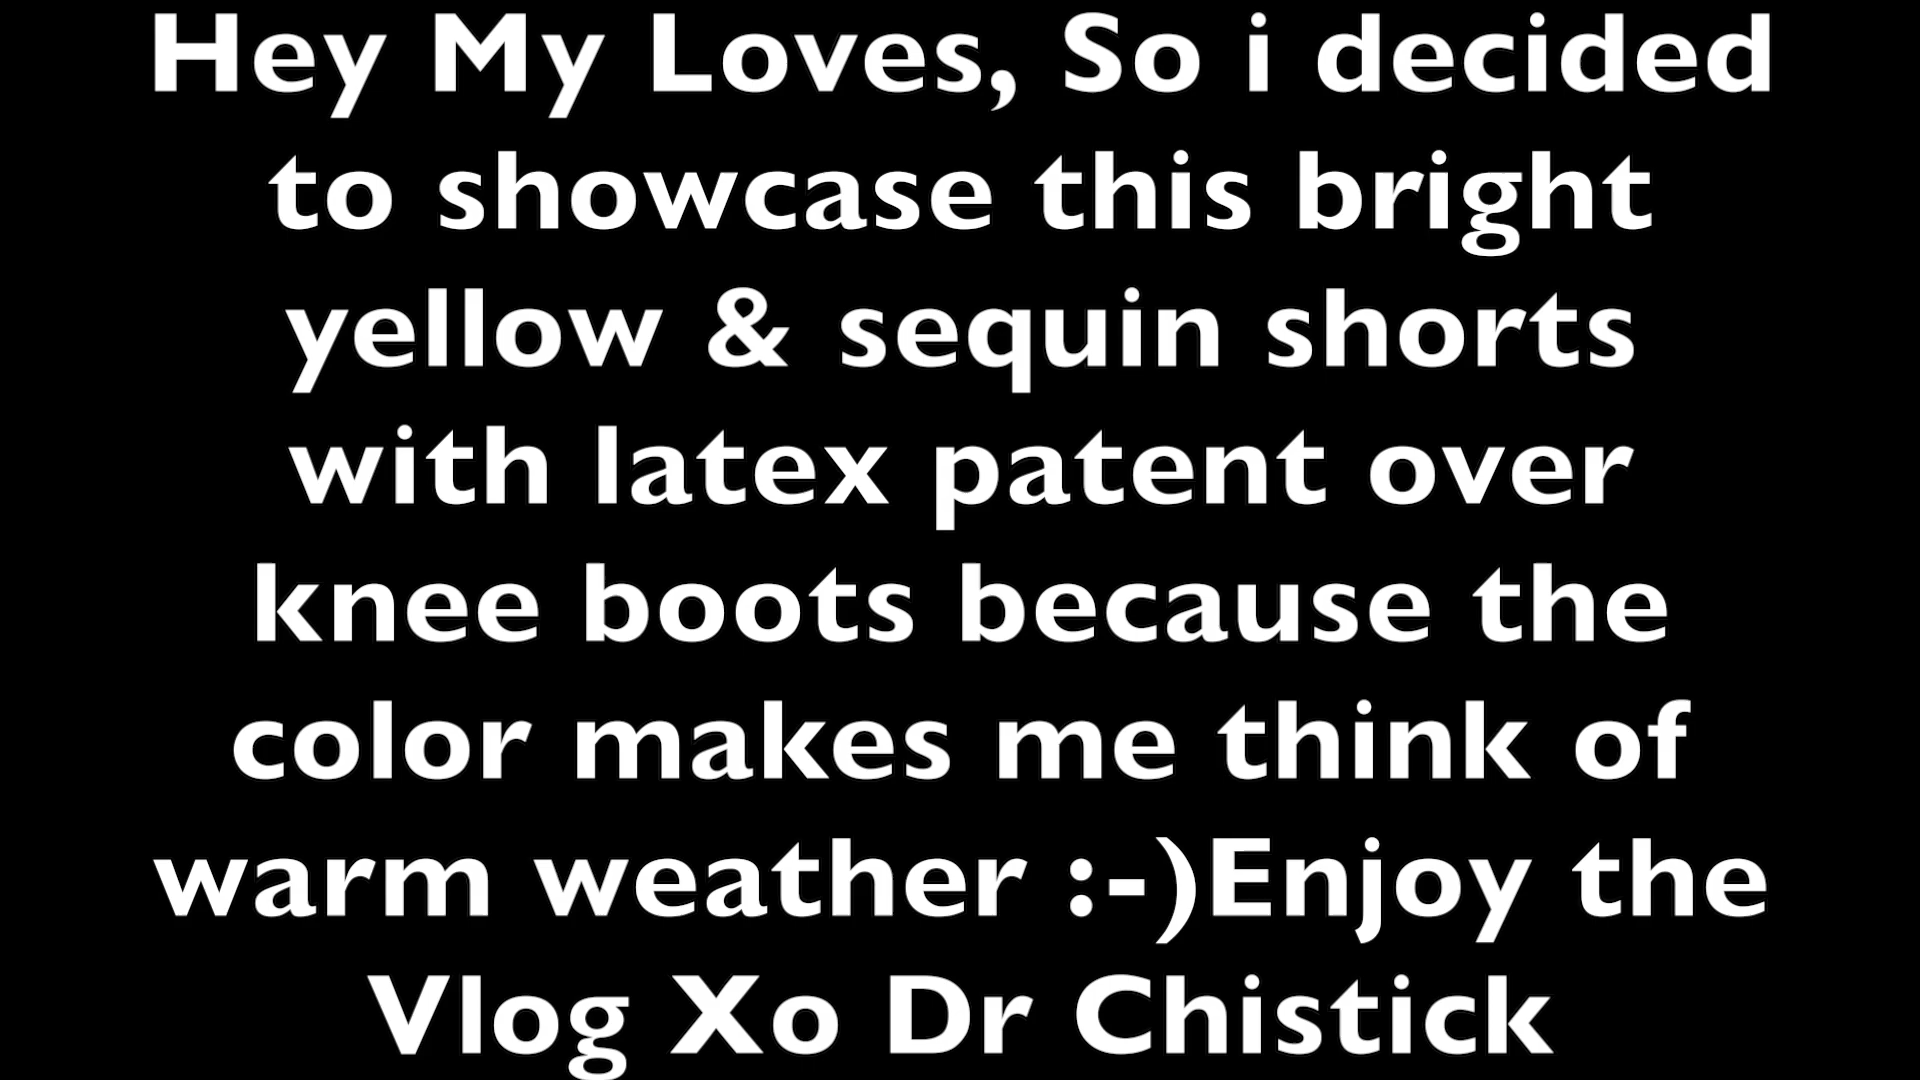 Hey My Loves, So i decided
to showcase this bright
yellow & sequin shorts
with latex patent over
knee boots because the
color makes me think of
warm weather :-)Enjoy the
Vlog Xo Dr Chistick